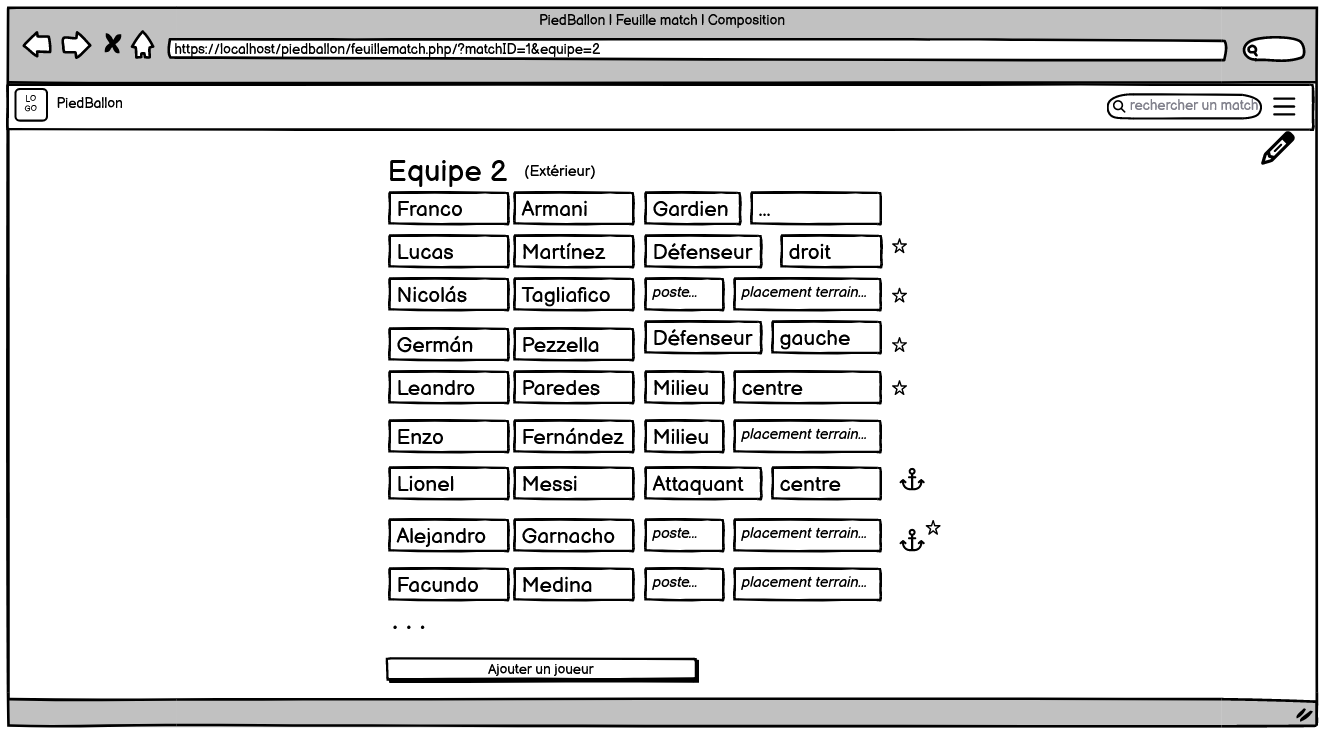 PiedBallon | Feuille match | Composition
https://localhost/piedballon/feuillematch.php/?matchID=1&equipe=2
LO
GO
PiedBallon
rechercher un match
Equipe 2 (Extérieur)
Franco Armani Gardien ...
Lucas Martínez Défenseur droit
Nicolás Tagliafico poste... placement terrain...
Germán Pezzella Défenseur gauche
Leandro Paredes Milieu centre
Enzo Fernández Milieu placement terrain...
Lionel Messi Attaquant centre
Alejandro Garnacho poste... placement terrain...
Facundo Medina poste... placement terrain...
...
Ajouter un joueur